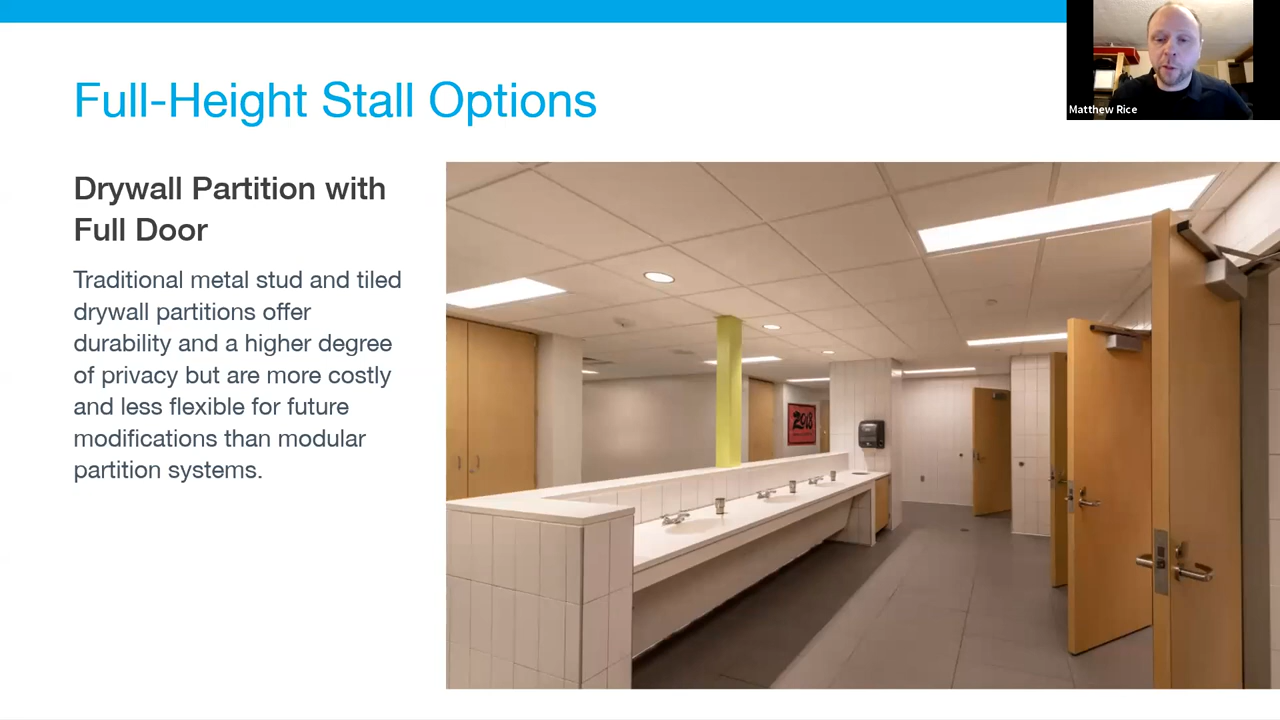 Full-Height Stall Options
Matthew Rice
Drywall Partition with
Full Door
Traditional metal stud and tiled
drywall partitions offer
durability and a higher degree
of privacy but are more costly
and less flexible for future
modifications than modular
partition systems.
2018